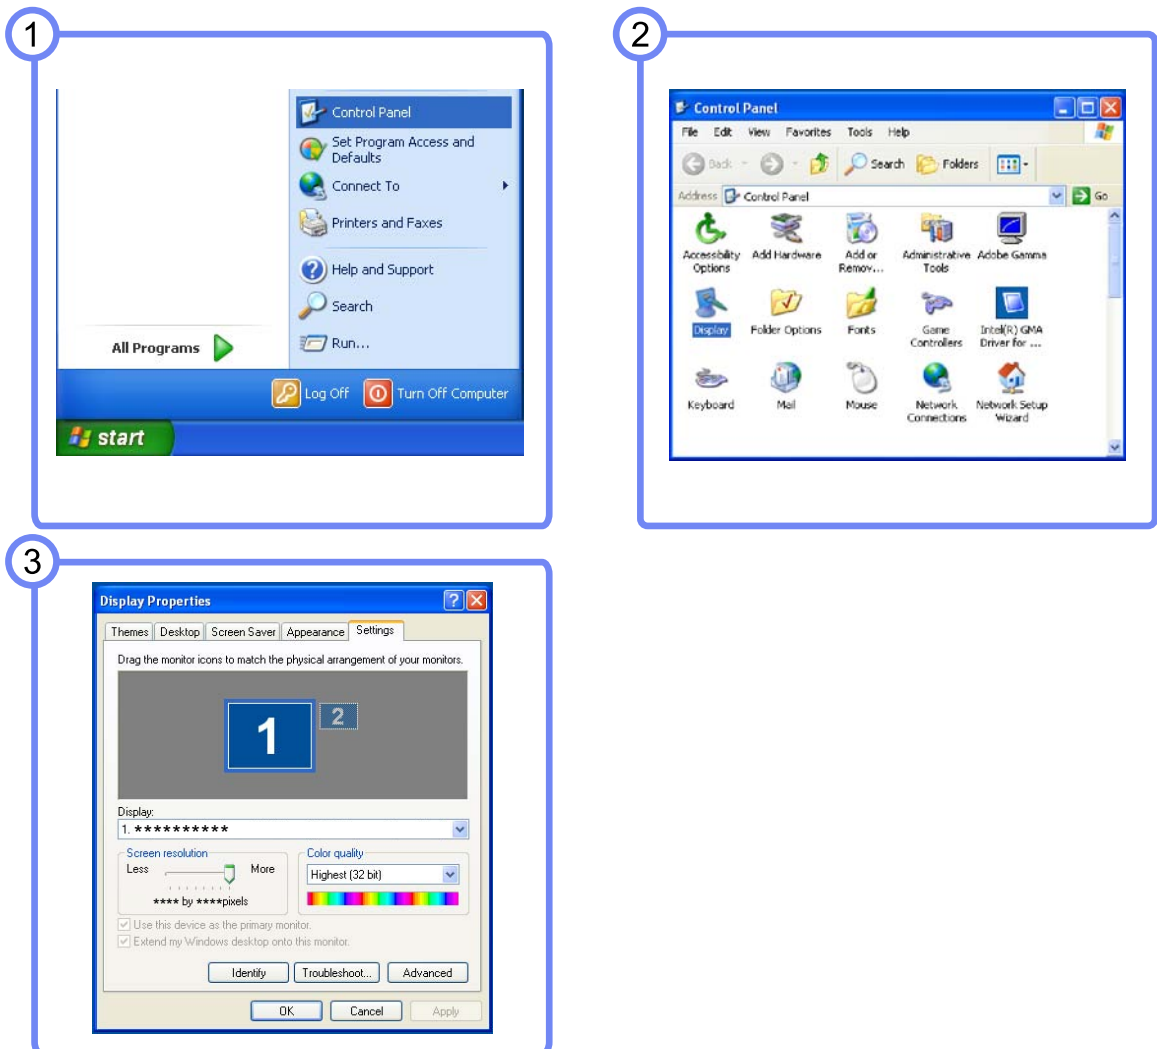 1
Control Panel
Set Program Access and
Defaults
Connect To
Printers and Faxes
Help and Support
Search
All Programs
Run...
Log Off Turn Off Computer
start
2
Control Panel
File Edit View Favorites Tools Help
Back Search Folders
Address Control Panel Go
Accessibility Add Hardware Add or Administrative Adobe Gamma
Options Remov... Tools
Display Folder Options Fonts Game Intel(R) GMA
Controllers Driver for ...
Keyboard Mail Mouse Network Network Setup
Connections Wizard
3
Display Properties
Themes Desktop Screen Saver Appearance Settings
Drag the monitor icons to match the physical arrangement of your monitors.
1 2
Display:
1. **********
Screen resolution Color quality
Less More Highest (32 bit)
**** by ****pixels
Use this device as the primary monitor.
Extend my Windows desktop onto this monitor.
Identify Troubleshoot... Advanced
OK Cancel Apply